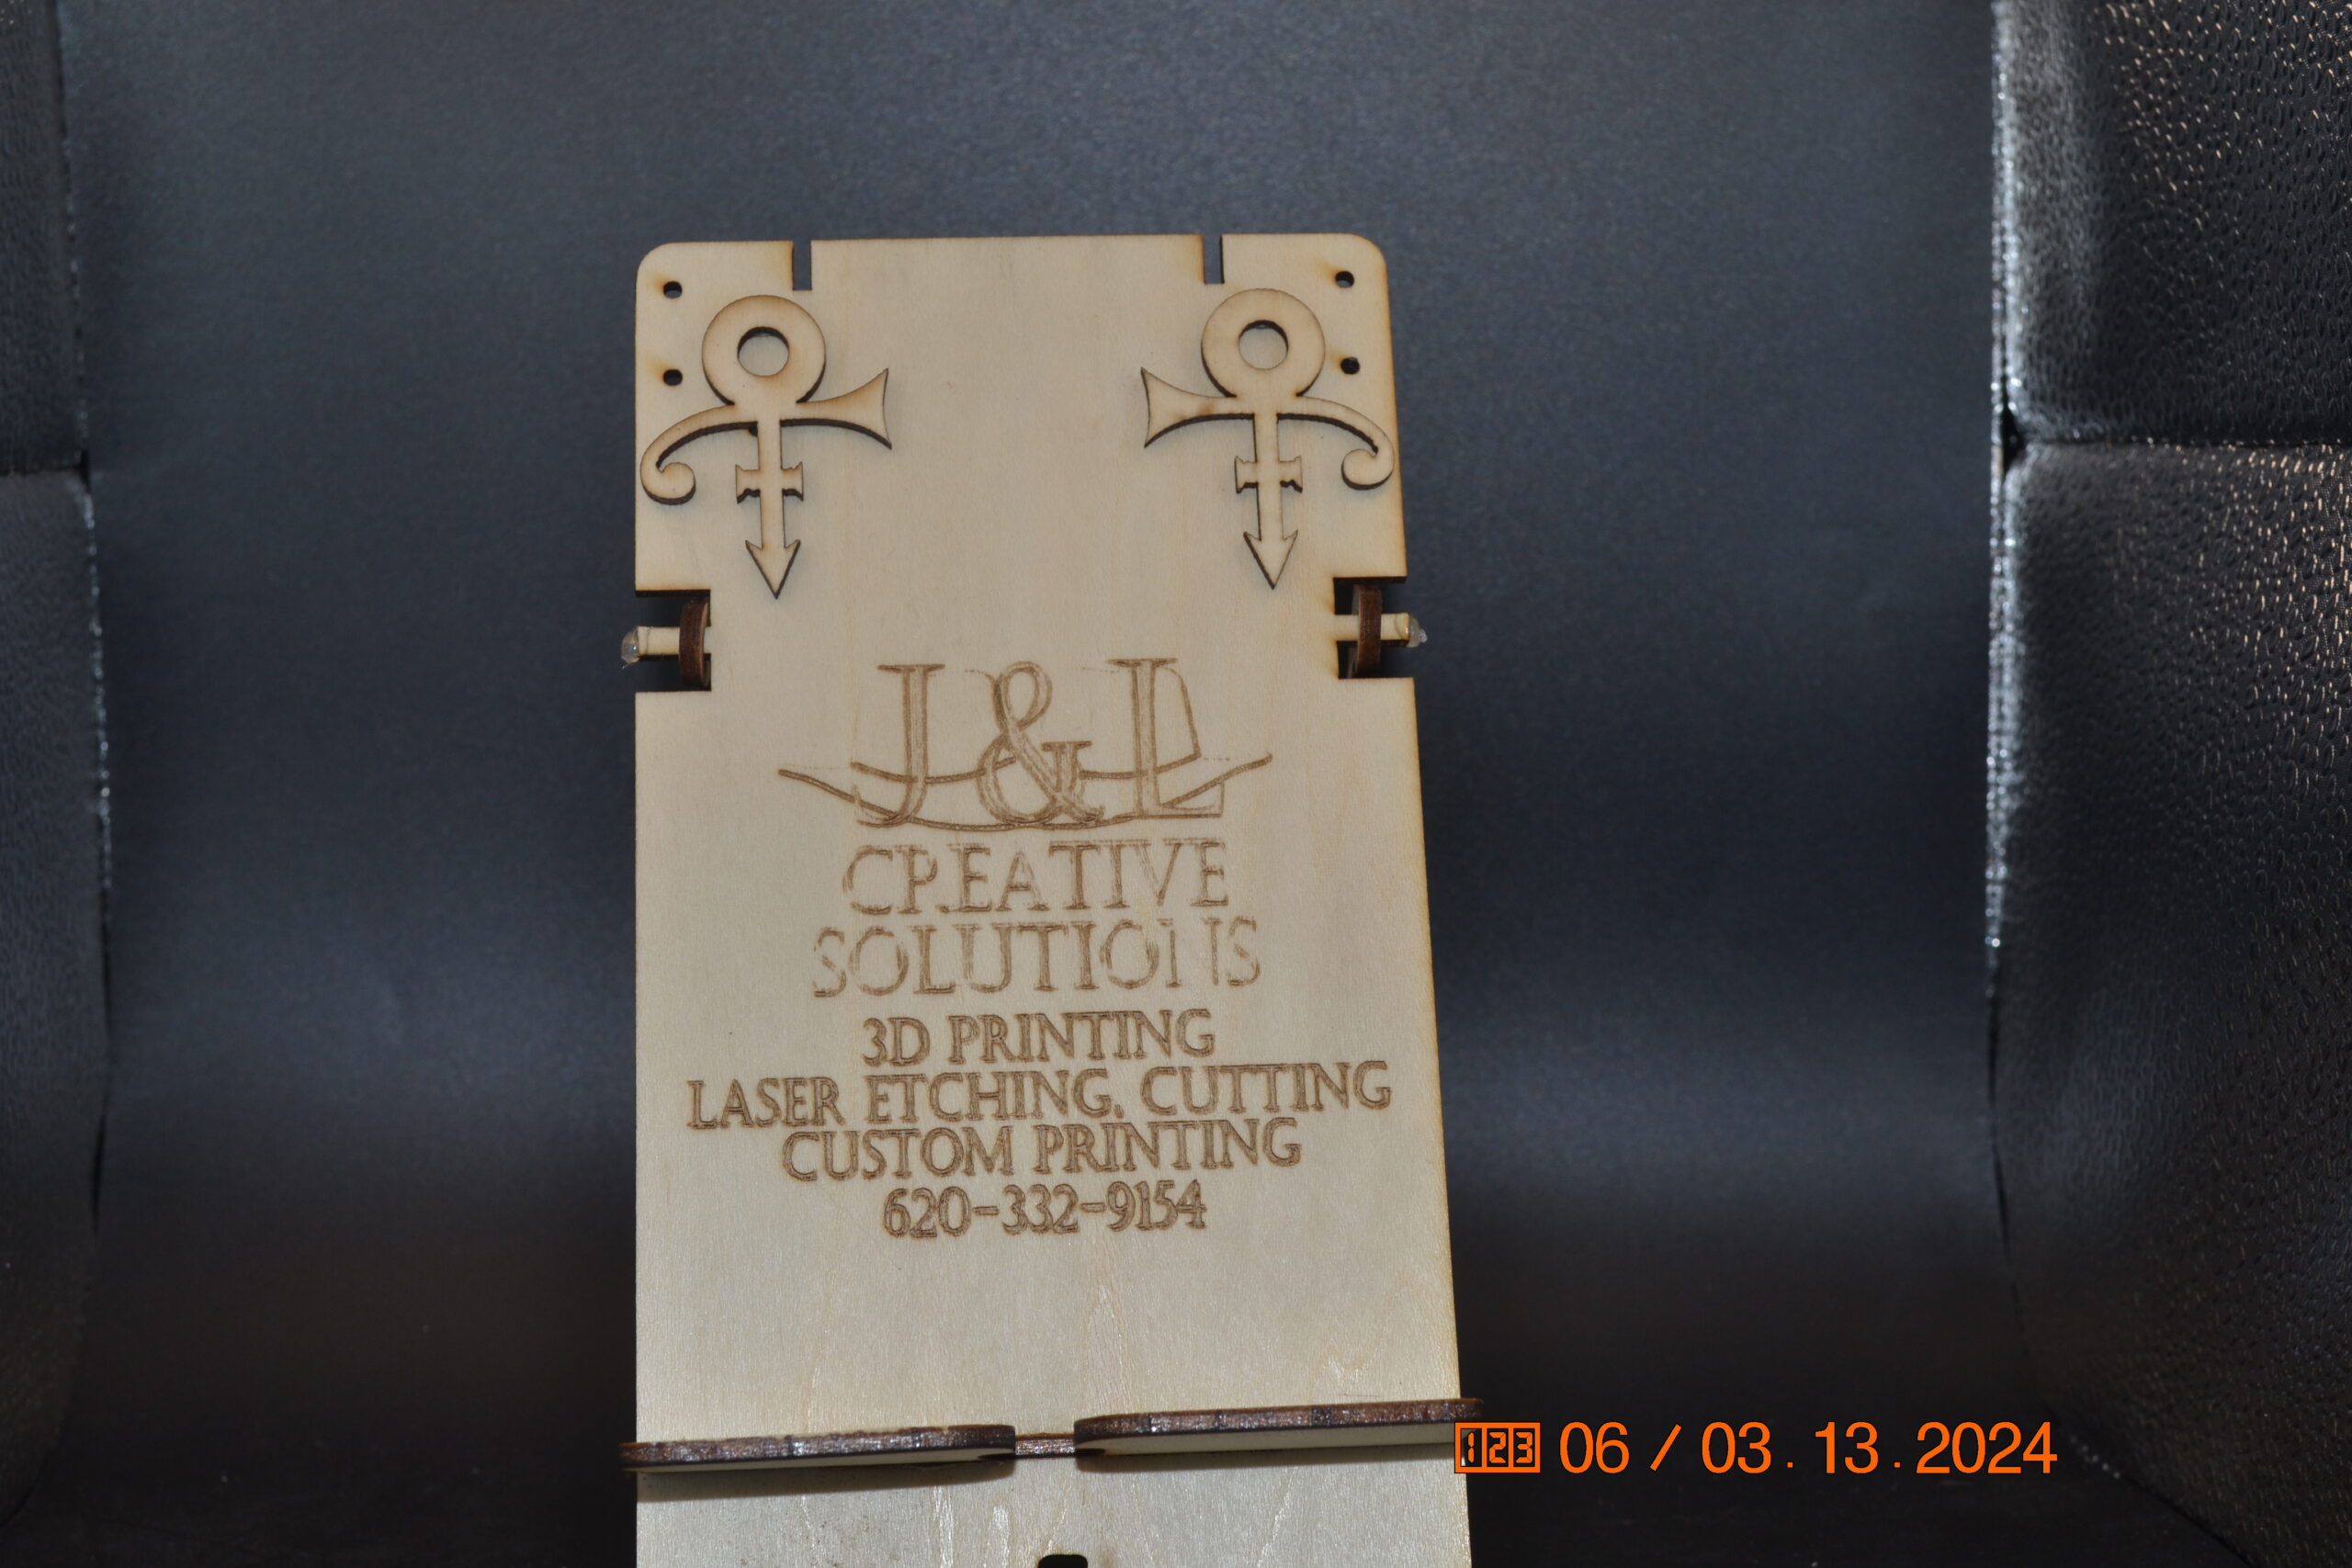 J&L
CREATIVE
SOLUTIONS
3D PRINTING
LASER ETCHING, CUTTING
CUSTOM PRINTING
620-332-9154
123 06 / 03.13.2024